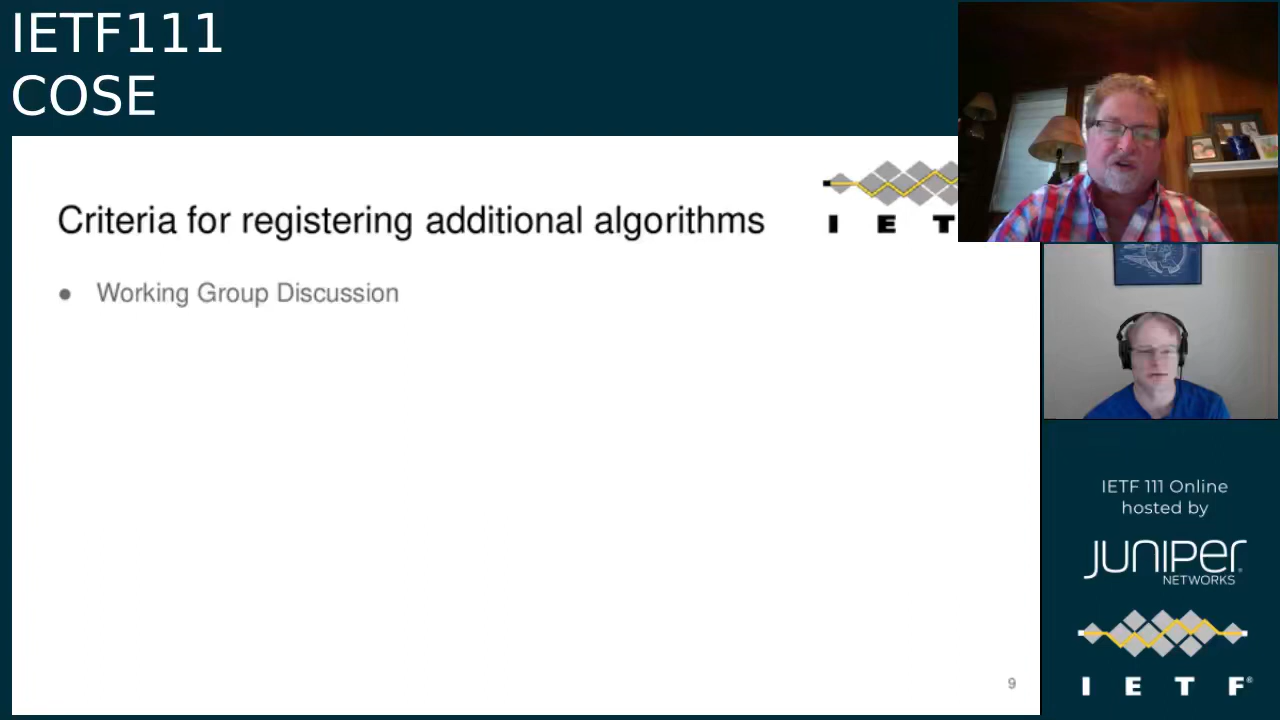 IETF111
COSE
Criteria for registering additional algorithms
I E T
● Working Group Discussion
9
IETF 111 Online
hosted by
JUNIPER
NETWORKS
I E T F®